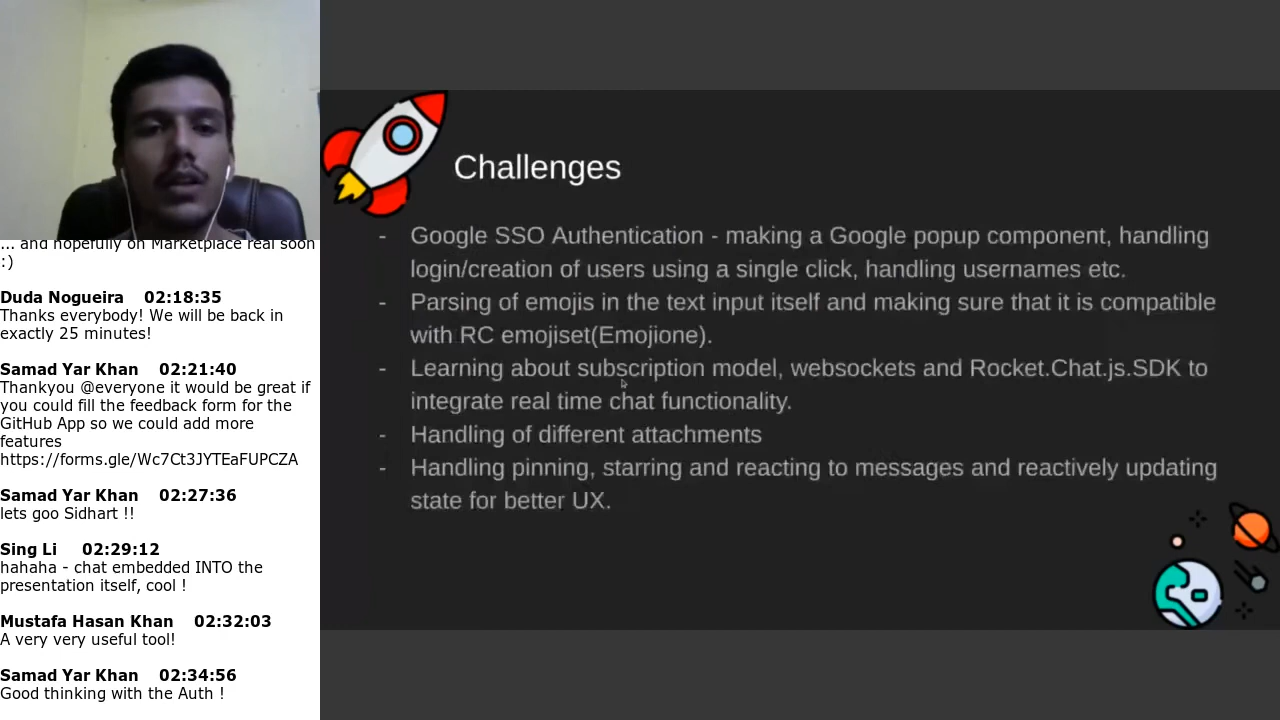 ... and hopefully on Marketplace real soon
:)
Duda Nogueira 02:18:35
Thanks everybody! We will be back in
exactly 25 minutes!
Samad Yar Khan 02:21:40
Thankyou @everyone it would be great if
you could fill the feedback form for the
GitHub App so we could add more
features
https://forms.gle/Wc7Ct3JYTEaFUPCZA
Samad Yar Khan 02:27:36
lets goo Sidhart !!
Sing Li 02:29:12
hahaha - chat embedded INTO the
presentation itself, cool !
Mustafa Hasan Khan 02:32:03
A very very useful tool!
Samad Yar Khan 02:34:56
Good thinking with the Auth !
Challenges
- Google SSO Authentication - making a Google popup component, handling
login/creation of users using a single click, handling usernames etc.
- Parsing of emojis in the text input itself and making sure that it is compatible
with RC emojiset(Emojione).
- Learning about subscription model, websockets and Rocket.Chat.js.SDK to
integrate real time chat functionality.
- Handling of different attachments
- Handling pinning, starring and reacting to messages and reactively updating
state for better UX.